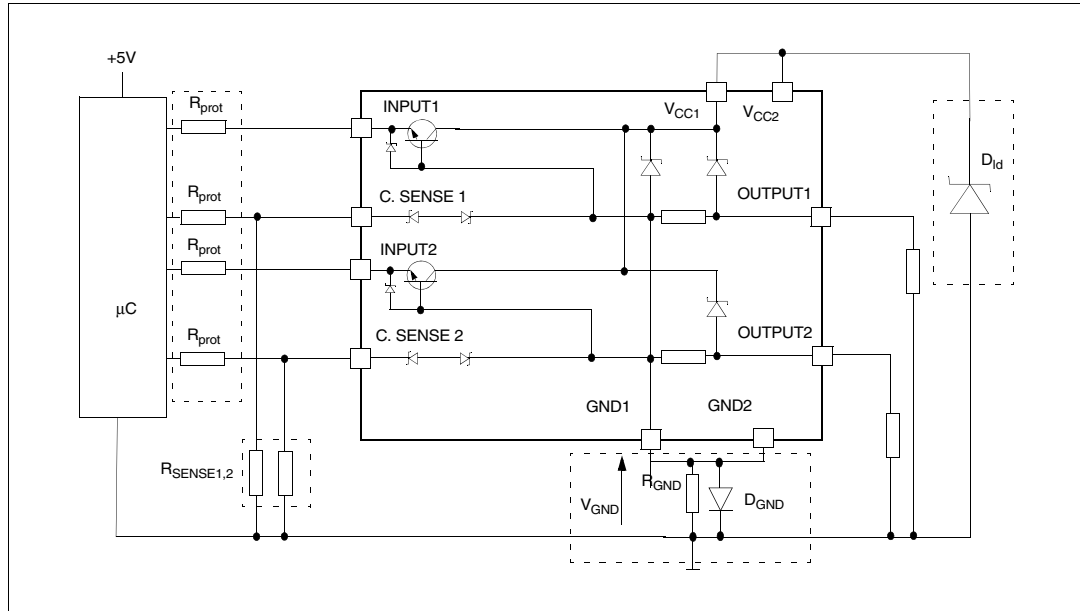 +5V
Rprot
INPUT1
VCC1
VCC2
Dld
Rprot
C. SENSE 1
OUTPUT1
Rprot
INPUT2
μC
Rprot
C. SENSE 2
OUTPUT2
GND1
GND2
RSENSE1,2
RGND
VGND
DGND